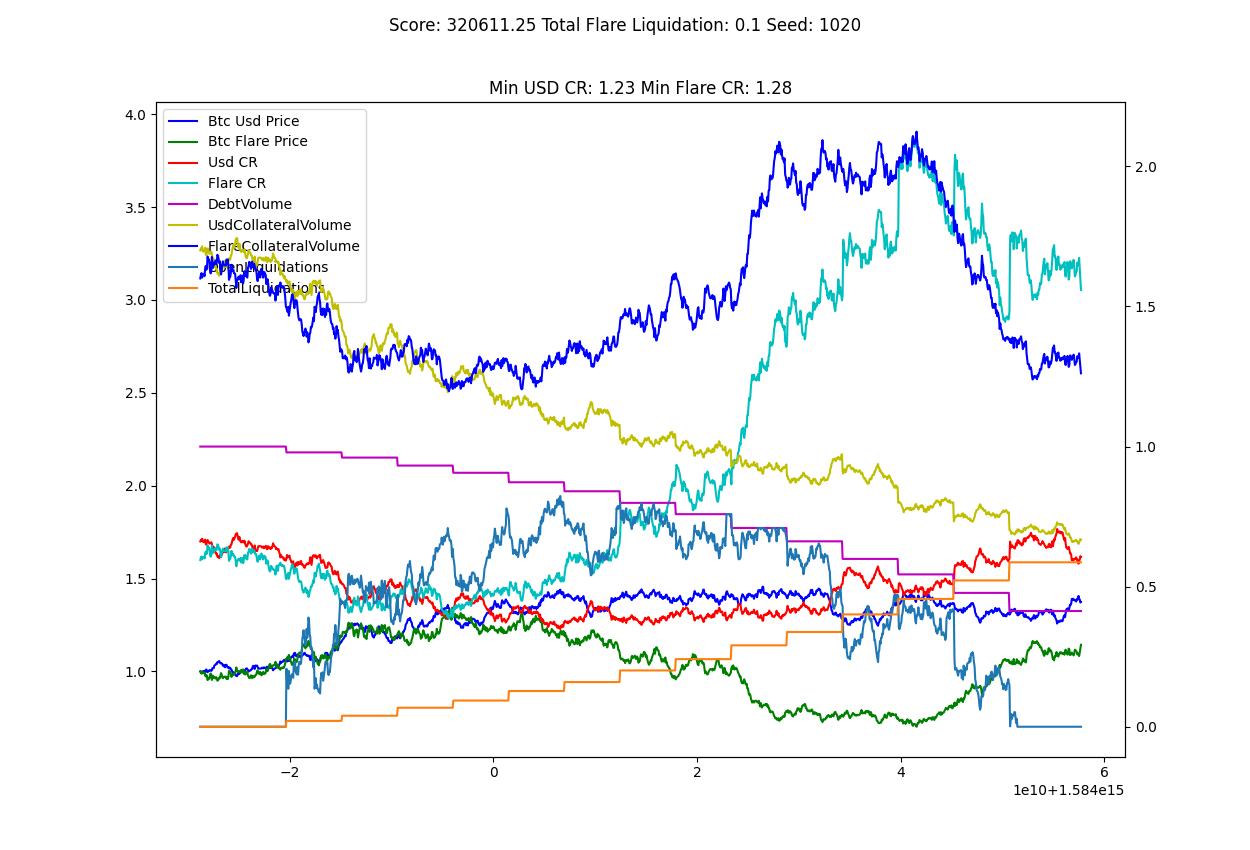 Score: 320611.25 Total Flare Liquidation: 0.1 Seed: 1020
Min USD CR: 1.23 Min Flare CR: 1.28
Btc Usd Price
Btc Flare Price
Usd CR
Flare CR
DebtVolume
UsdCollateralVolume
FlareCollateralVolume
OpenLiquidations
TotalLiquidations
4.0
3.5
3.0
2.5
2.0
1.5
1.0
2.0
1.5
1.0
0.5
0.0
−2 0 2 4 6
1e10+1.584e15